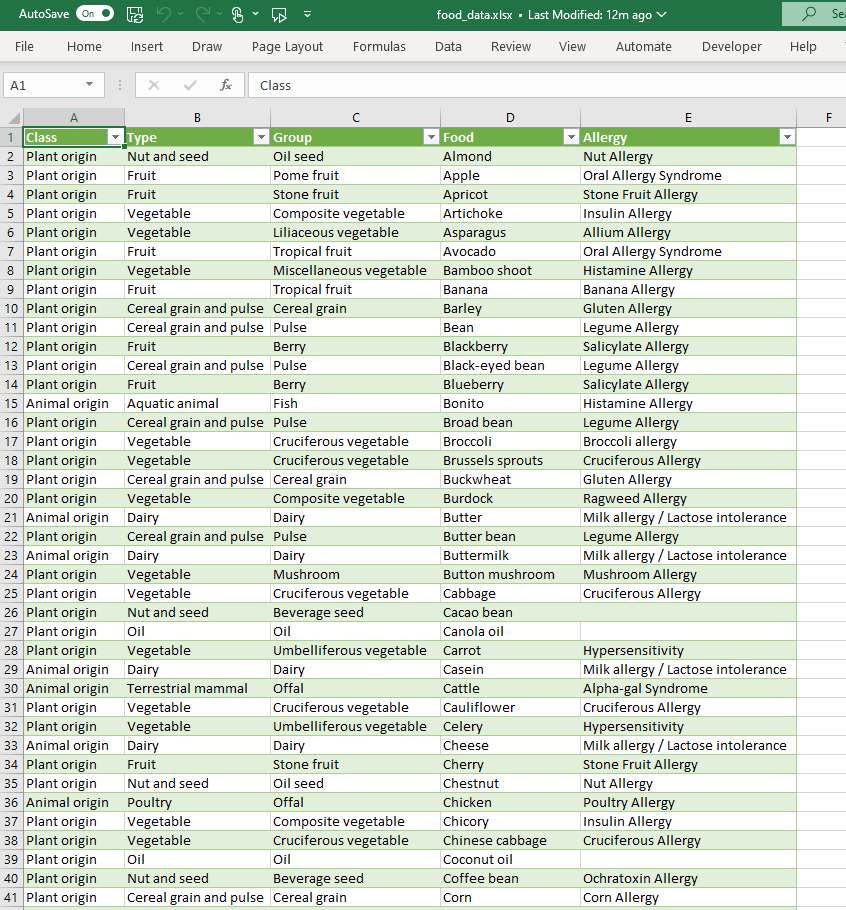 AutoSave On food_data.xlsx • Last Modified: 12m ago
File Home Insert Draw Page Layout Formulas Data Review View Automate Developer Help
A1 fx Class
A B C D E F
1 Class Type Group Food Allergy
2 Plant origin Nut and seed Oil seed Almond Nut Allergy
3 Plant origin Fruit Pome fruit Apple Oral Allergy Syndrome
4 Plant origin Fruit Stone fruit Apricot Stone Fruit Allergy
5 Plant origin Vegetable Composite vegetable Artichoke Insulin Allergy
6 Plant origin Vegetable Liliaceous vegetable Asparagus Allium Allergy
7 Plant origin Fruit Tropical fruit Avocado Oral Allergy Syndrome
8 Plant origin Vegetable Miscellaneous vegetable Bamboo shoot Histamine Allergy
9 Plant origin Fruit Tropical fruit Banana Banana Allergy
10 Plant origin Cereal grain and pulse Cereal grain Barley Gluten Allergy
11 Plant origin Cereal grain and pulse Pulse Bean Legume Allergy
12 Plant origin Fruit Berry Blackberry Salicylate Allergy
13 Plant origin Cereal grain and pulse Pulse Black-eyed bean Legume Allergy
14 Plant origin Fruit Berry Blueberry Salicylate Allergy
15 Animal origin Aquatic animal Fish Bonito Histamine Allergy
16 Plant origin Cereal grain and pulse Pulse Broad bean Legume Allergy
17 Plant origin Vegetable Cruciferous vegetable Broccoli Broccoli allergy
18 Plant origin Vegetable Cruciferous vegetable Brussels sprouts Cruciferous Allergy
19 Plant origin Cereal grain and pulse Cereal grain Buckwheat Gluten Allergy
20 Plant origin Vegetable Composite vegetable Burdock Ragweed Allergy
21 Animal origin Dairy Dairy Butter Milk allergy / Lactose intolerance
22 Plant origin Cereal grain and pulse Pulse Butter bean Legume Allergy
23 Animal origin Dairy Dairy Buttermilk Milk allergy / Lactose intolerance
24 Plant origin Vegetable Mushroom Button mushroom Mushroom Allergy
25 Plant origin Vegetable Cruciferous vegetable Cabbage Cruciferous Allergy
26 Plant origin Nut and seed Beverage seed Cacao bean
27 Plant origin Oil Oil Canola oil
28 Plant origin Vegetable Umbelliferous vegetable Carrot Hypersensitivity
29 Animal origin Dairy Dairy Casein Milk allergy / Lactose intolerance
30 Animal origin Terrestrial mammal Offal Cattle Alpha-gal Syndrome
31 Plant origin Vegetable Cruciferous vegetable Cauliflower Cruciferous Allergy
32 Plant origin Vegetable Umbelliferous vegetable Celery Hypersensitivity
33 Animal origin Dairy Dairy Cheese Milk allergy / Lactose intolerance
34 Plant origin Fruit Stone fruit Cherry Stone Fruit Allergy
35 Plant origin Nut and seed Oil seed Chestnut Nut Allergy
36 Animal origin Poultry Offal Chicken Poultry Allergy
37 Plant origin Vegetable Composite vegetable Chicory Insulin Allergy
38 Plant origin Vegetable Cruciferous vegetable Chinese cabbage Cruciferous Allergy
39 Plant origin Oil Oil Coconut oil
40 Plant origin Nut and seed Beverage seed Coffee bean Ochratoxin Allergy
41 Plant origin Cereal grain and pulse Cereal grain Corn Corn Allergy